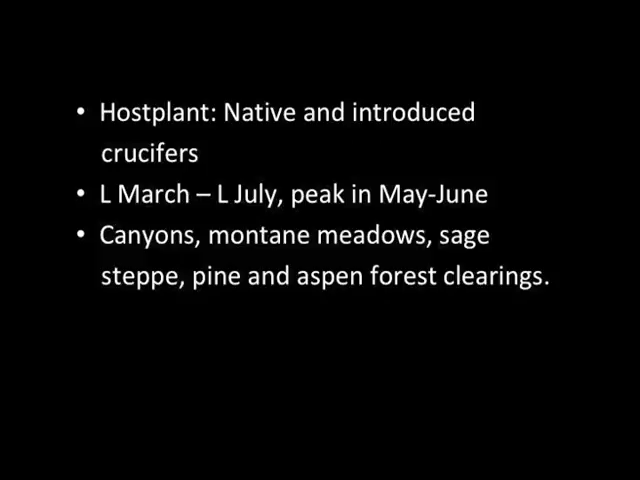 • Hostplant: Native and introduced
crucifers
• L March – L July, peak in May-June
• Canyons, montane meadows, sage
steppe, pine and aspen forest clearings.